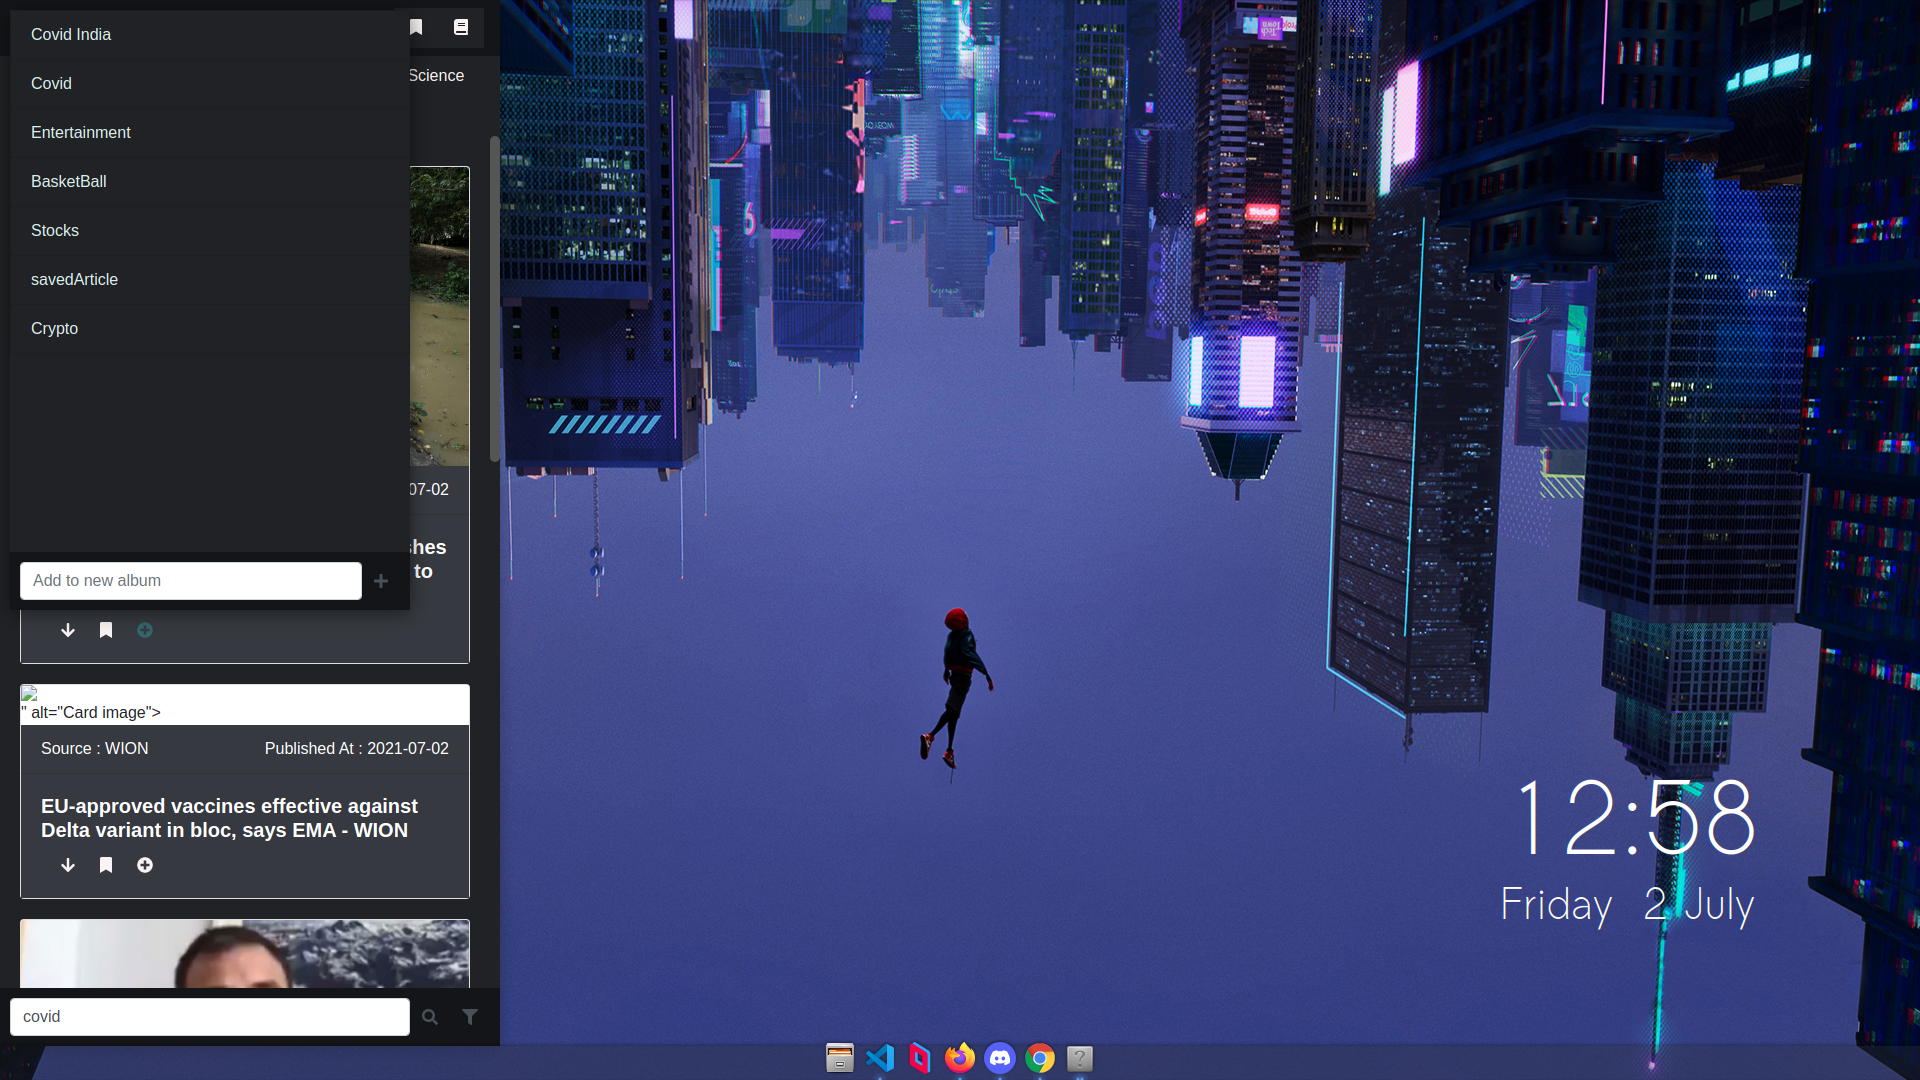 Covid India
Covid
Entertainment
BasketBall
Stocks
savedArticle
Crypto
Science
07-02
shes
to
Add to new album
" alt="Card image">
Source : WION
Published At : 2021-07-02
EU-approved vaccines effective against
Delta variant in bloc, says EMA - WION
covid
12:58
Friday 2 July